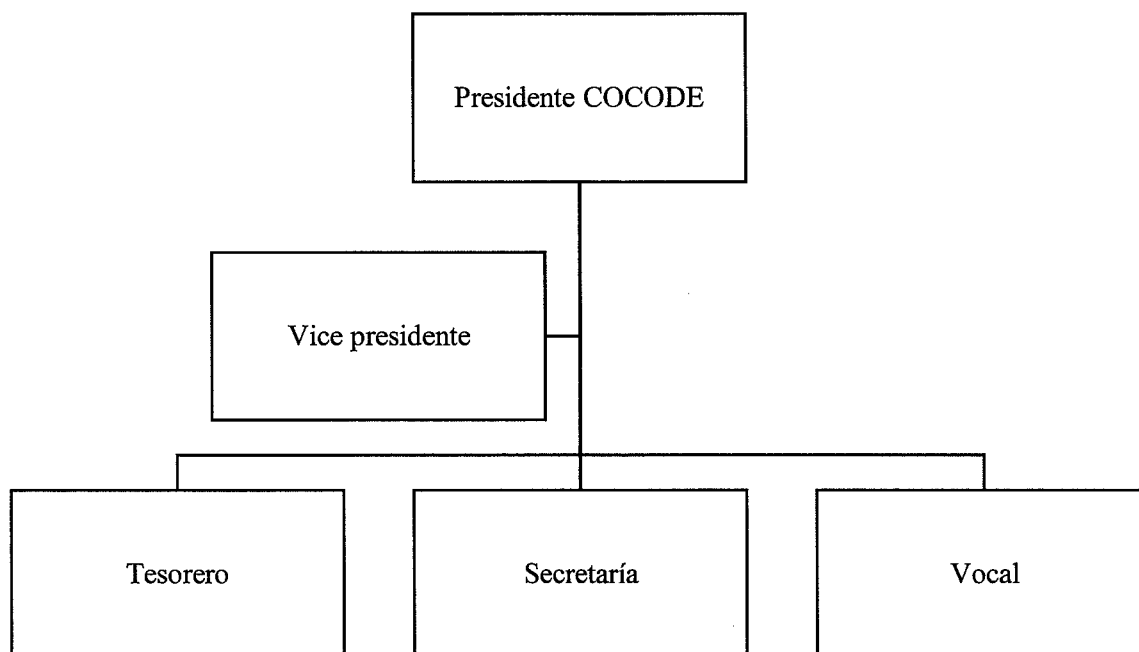 Presidente COCODE
Vice presidente
Tesorero
Secretaría
Vocal